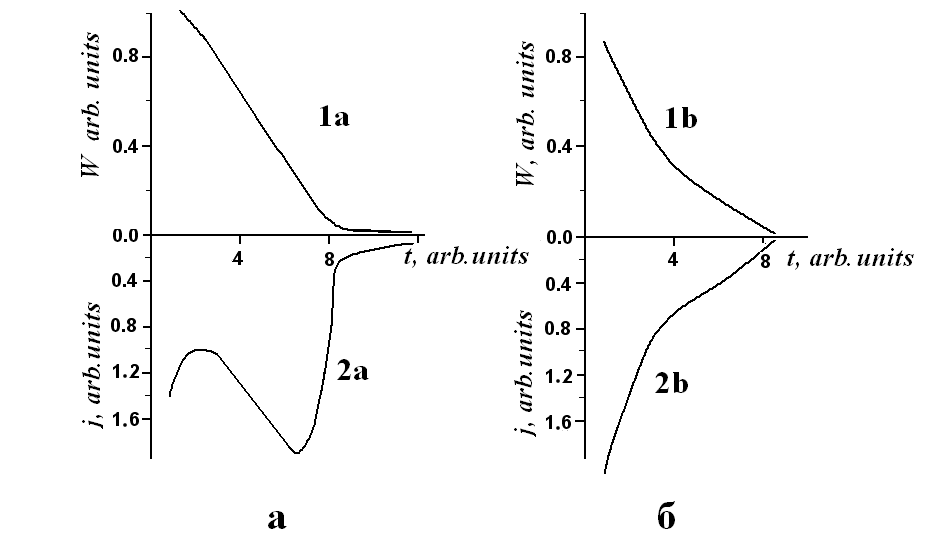 W arb. units
0.8
0.4
0.0
1a
4
8
t, arb.units
j, arb.units
0.4
0.8
1.2
1.6
2a
а
W, arb. units
0.8
0.4
0.0
1b
4
8
t, arb.units
j, arb.units
0.4
0.8
1.2
1.6
2b
б